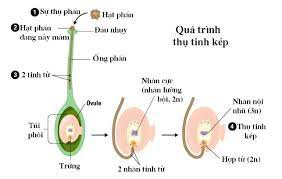 1 Sự thụ phấn
Hạt phấn
Quá trình
thụ tinh kép
2 Hạt phấn
đang nảy mầm
Đầu nhụy
Ống phấn
3 2 tinh tử
Ovule
Túi
phôi
Trứng
Nhân cực
(nhân lưỡng
bội, 2n)
2 nhân tinh tử
Nhân nội
nhũ (3n)
4 Thụ tinh
kép
Hợp tử (2n)